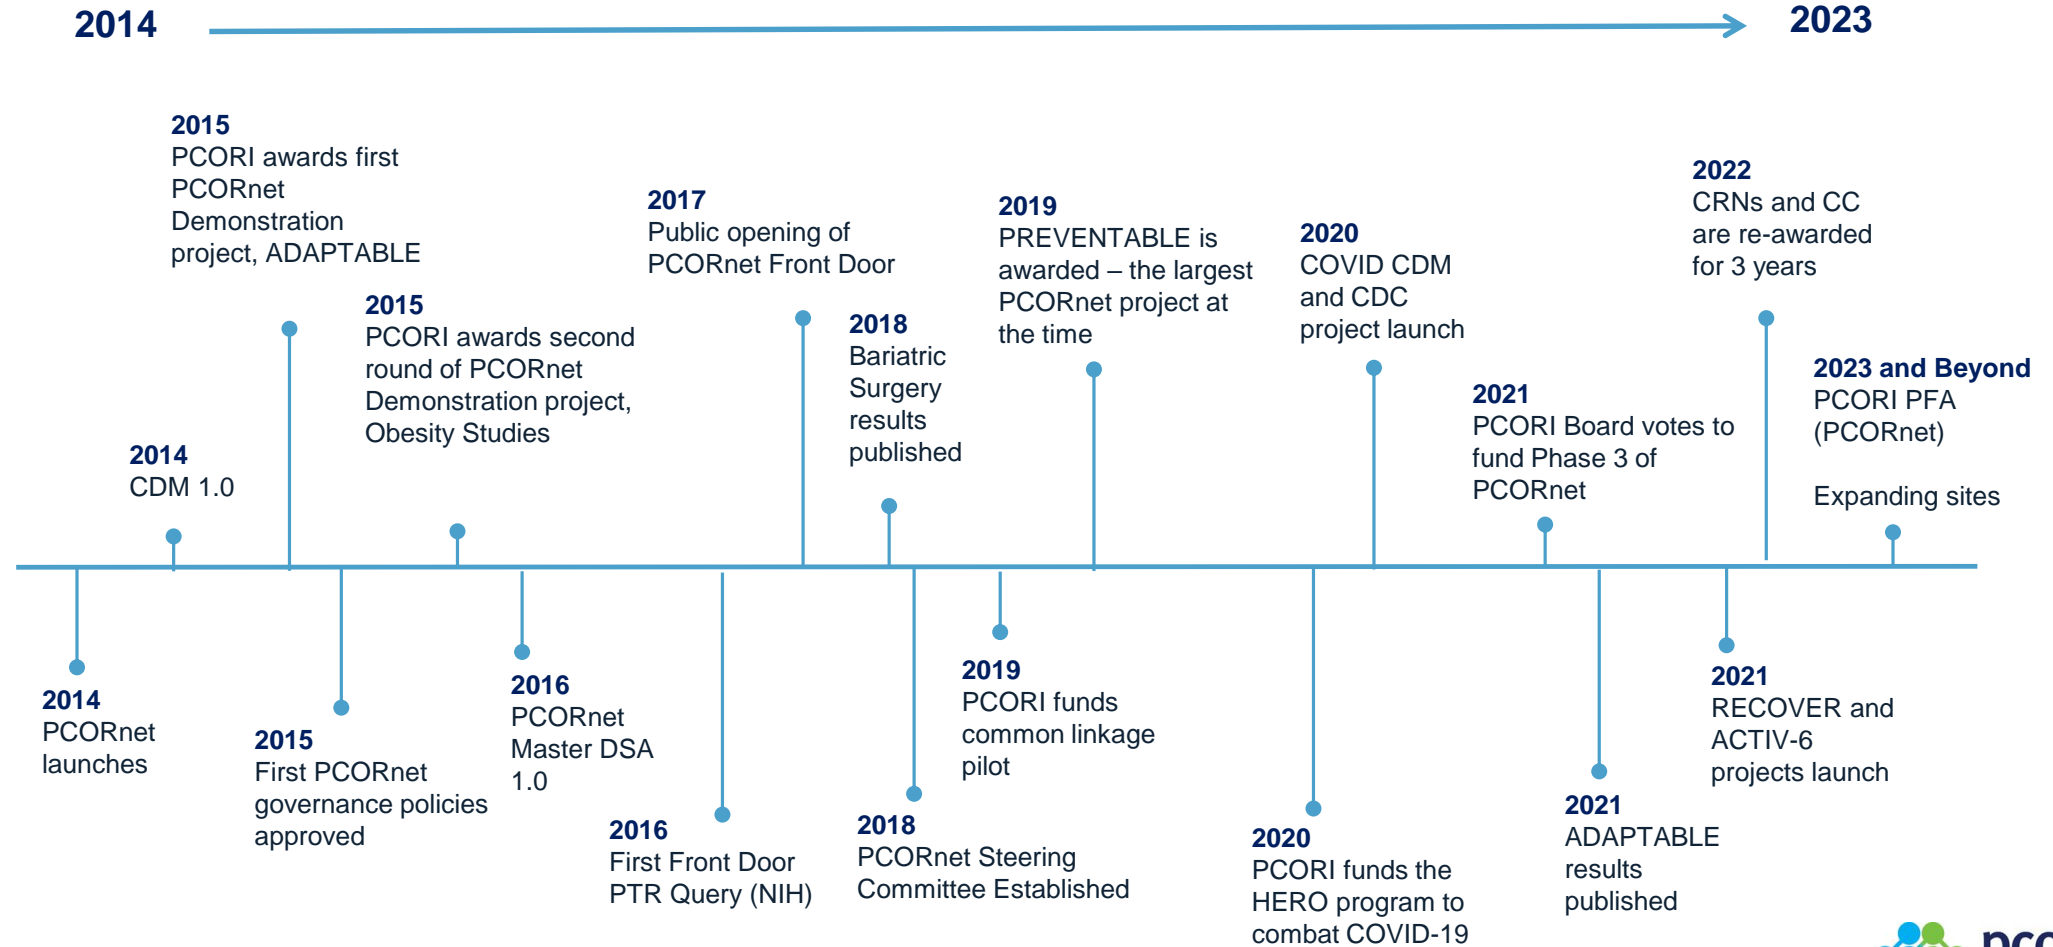 2014
2023
2015
PCORI awards first
PCORnet
Demonstration
project, ADAPTABLE
2015
PCORI awards second
round of PCORnet
Demonstration project,
Obesity Studies
2014
CDM 1.0
2017
Public opening of
PCORnet Front Door
2018
Bariatric
Surgery
results
published
2019
PREVENTABLE is
awarded – the largest
PCORnet project at
the time
2020
COVID CDM
and CDC
project launch
2021
PCORI Board votes to
fund Phase 3 of
PCORnet
2022
CRNs and CC
are re-awarded
for 3 years
2023 and Beyond
PCORI PFA
(PCORnet)
Expanding sites
2014
PCORnet
launches
2015
First PCORnet
governance policies
approved
2016
PCORnet
Master DSA
1.0
2016
First Front Door
PTR Query (NIH)
2018
PCORnet Steering
Committee Established
2019
PCORI funds
common linkage
pilot
2020
PCORI funds the
HERO program to
combat COVID-19
2021
ADAPTABLE
results
published
2021
RECOVER and
ACTIV-6
projects launch